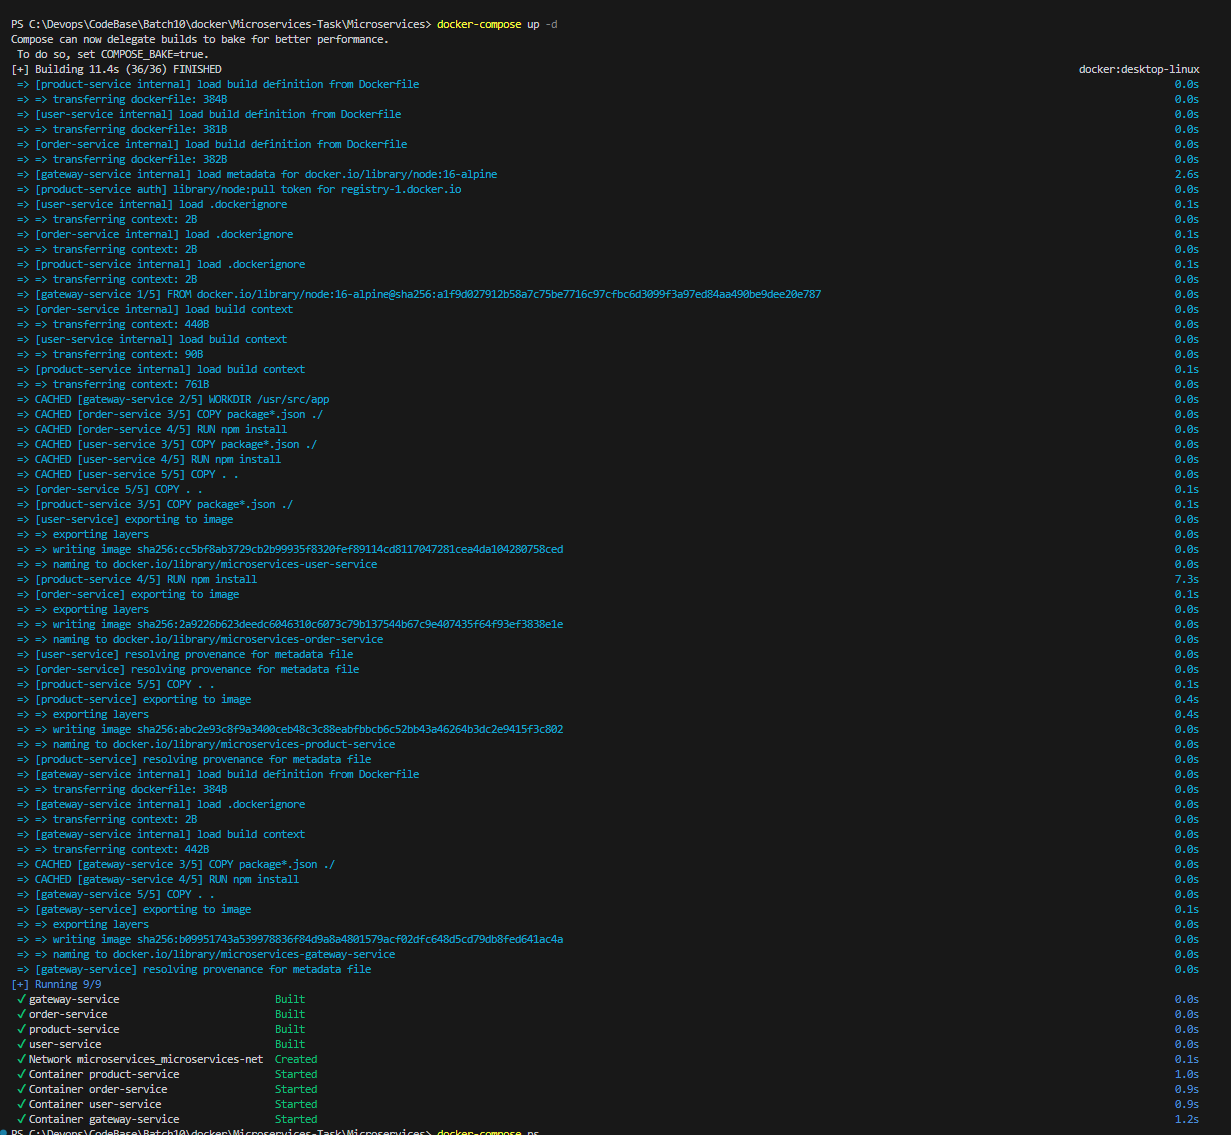 PS C:\Devops\CodeBase\Batch10\docker\Microservices-Task\Microservices> docker-compose up -d
Compose can now delegate builds to bake for better performance.
 To do so, set COMPOSE_BAKE=true.
[+] Building 11.4s (36/36) FINISHED docker:desktop-linux
 => [product-service internal] load build definition from Dockerfile 0.0s
 => => transferring dockerfile: 384B 0.0s
 => [user-service internal] load build definition from Dockerfile 0.0s
 => => transferring dockerfile: 381B 0.0s
 => [order-service internal] load build definition from Dockerfile 0.0s
 => => transferring dockerfile: 382B 0.0s
 => [gateway-service internal] load metadata for docker.io/library/node:16-alpine 2.6s
 => [product-service auth] library/node:pull token for registry-1.docker.io 0.0s
 => [user-service internal] load .dockerignore 0.1s
 => => transferring context: 2B 0.0s
 => [order-service internal] load .dockerignore 0.1s
 => => transferring context: 2B 0.0s
 => [product-service internal] load .dockerignore 0.1s
 => => transferring context: 2B 0.0s
 => [gateway-service 1/5] FROM docker.io/library/node:16-alpine@sha256:a1f9d027912b58a7c75be7716c97cfbc6d3099f3a97ed84aa490be9dee20e787 0.0s
 => [order-service internal] load build context 0.0s
 => => transferring context: 440B 0.0s
 => [user-service internal] load build context 0.0s
 => => transferring context: 90B 0.0s
 => [product-service internal] load build context 0.1s
 => => transferring context: 761B 0.0s
 => CACHED [gateway-service 2/5] WORKDIR /usr/src/app 0.0s
 => CACHED [order-service 3/5] COPY package*.json ./ 0.0s
 => CACHED [order-service 4/5] RUN npm install 0.0s
 => CACHED [user-service 3/5] COPY package*.json ./ 0.0s
 => CACHED [user-service 4/5] RUN npm install 0.0s
 => CACHED [user-service 5/5] COPY . . 0.0s
 => [order-service 5/5] COPY . . 0.1s
 => [product-service 3/5] COPY package*.json ./ 0.1s
 => [user-service] exporting to image 0.0s
 => => exporting layers 0.0s
 => => writing image sha256:cc5bf8ab3729cb2b99935f8320fef89114cd8117047281cea4da104280758ced 0.0s
 => => naming to docker.io/library/microservices-user-service 0.0s
 => [product-service 4/5] RUN npm install 7.3s
 => [order-service] exporting to image 0.1s
 => => exporting layers 0.0s
 => => writing image sha256:2a9226b623deedc6046310c6073c79b137544b67c9e407435f64f93ef3838e1e 0.0s
 => => naming to docker.io/library/microservices-order-service 0.0s
 => [user-service] resolving provenance for metadata file 0.0s
 => [order-service] resolving provenance for metadata file 0.0s
 => [product-service 5/5] COPY . . 0.1s
 => [product-service] exporting to image 0.4s
 => => exporting layers 0.4s
 => => writing image sha256:abc2e93c8f9a3400ceb48c3c88eabfbbcb6c52bb43a46264b3dc2e9415f3c802 0.0s
 => => naming to docker.io/library/microservices-product-service 0.0s
 => [product-service] resolving provenance for metadata file 0.0s
 => [gateway-service internal] load build definition from Dockerfile 0.0s
 => => transferring dockerfile: 384B 0.0s
 => [gateway-service internal] load .dockerignore 0.0s
 => => transferring context: 2B 0.0s
 => [gateway-service internal] load build context 0.0s
 => => transferring context: 442B 0.0s
 => CACHED [gateway-service 3/5] COPY package*.json ./ 0.0s
 => CACHED [gateway-service 4/5] RUN npm install 0.0s
 => [gateway-service 5/5] COPY . . 0.0s
 => [gateway-service] exporting to image 0.1s
 => => exporting layers 0.0s
 => => writing image sha256:b09951743a539978836f84d9a8a4801579acf02dfc648d5cd79db8fed641ac4a 0.0s
 => => naming to docker.io/library/microservices-gateway-service 0.0s
 => [gateway-service] resolving provenance for metadata file 0.0s
[+] Running 9/9
 ✓ gateway-service Built 0.0s
 ✓ order-service Built 0.0s
 ✓ product-service Built 0.0s
 ✓ user-service Built 0.0s
 ✓ Network microservices_microservices-net Created 0.1s
 ✓ Container product-service Started 1.0s
 ✓ Container order-service Started 0.9s
 ✓ Container user-service Started 0.9s
 ✓ Container gateway-service Started 1.2s
PS C:\Devops\CodeBase\Batch10\docker\Microservices-Task\Microservices> docker-compose ps